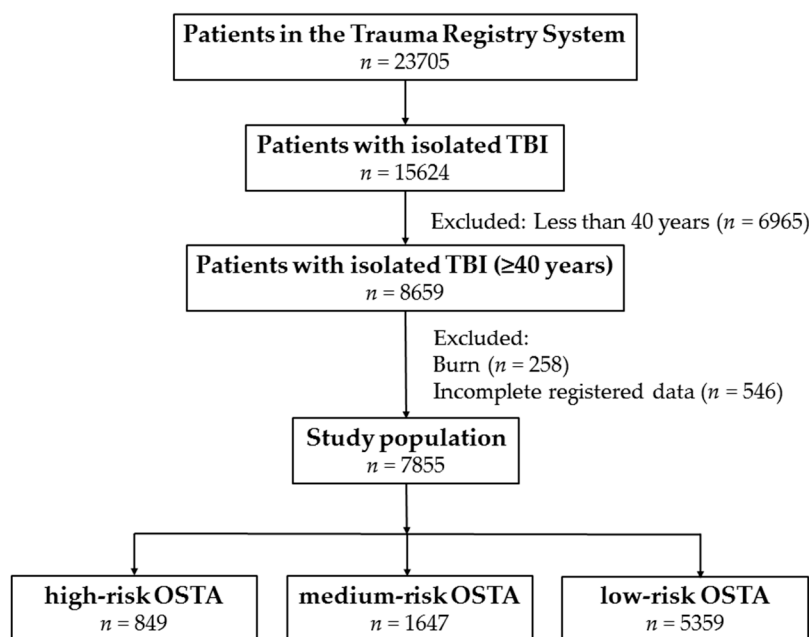 Patients in the Trauma Registry System
n = 23705
Patients with isolated TBI
n = 15624
Excluded: Less than 40 years (n = 6965)
Patients with isolated TBI (≥40 years)
n = 8659
Excluded:
Burn (n = 258)
Incomplete registered data (n = 546)
Study population
n = 7855
high-risk OSTA
n = 849
medium-risk OSTA
n = 1647
low-risk OSTA
n = 5359